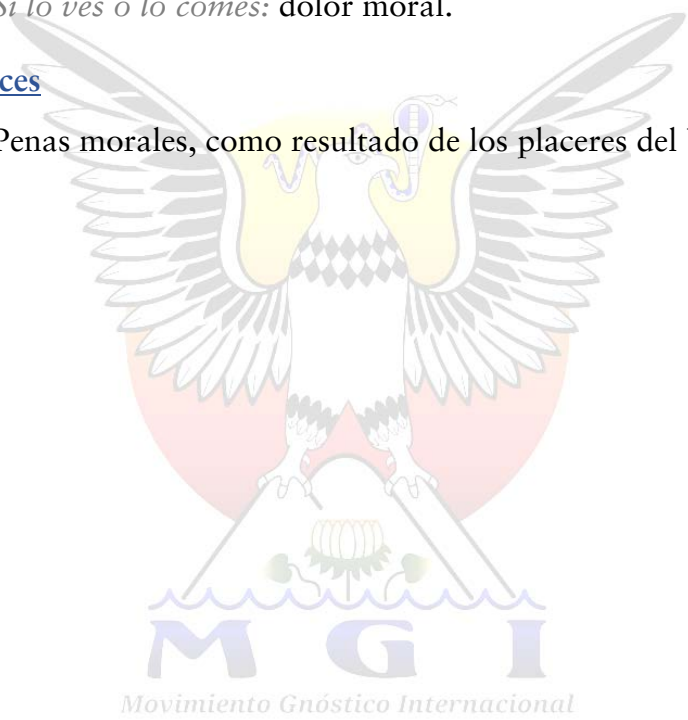 Si lo ves o lo comes: dolor moral.
ces
Penas morales, como resultado de los placeres del
M G I
Movimiento Gnóstico Internacional